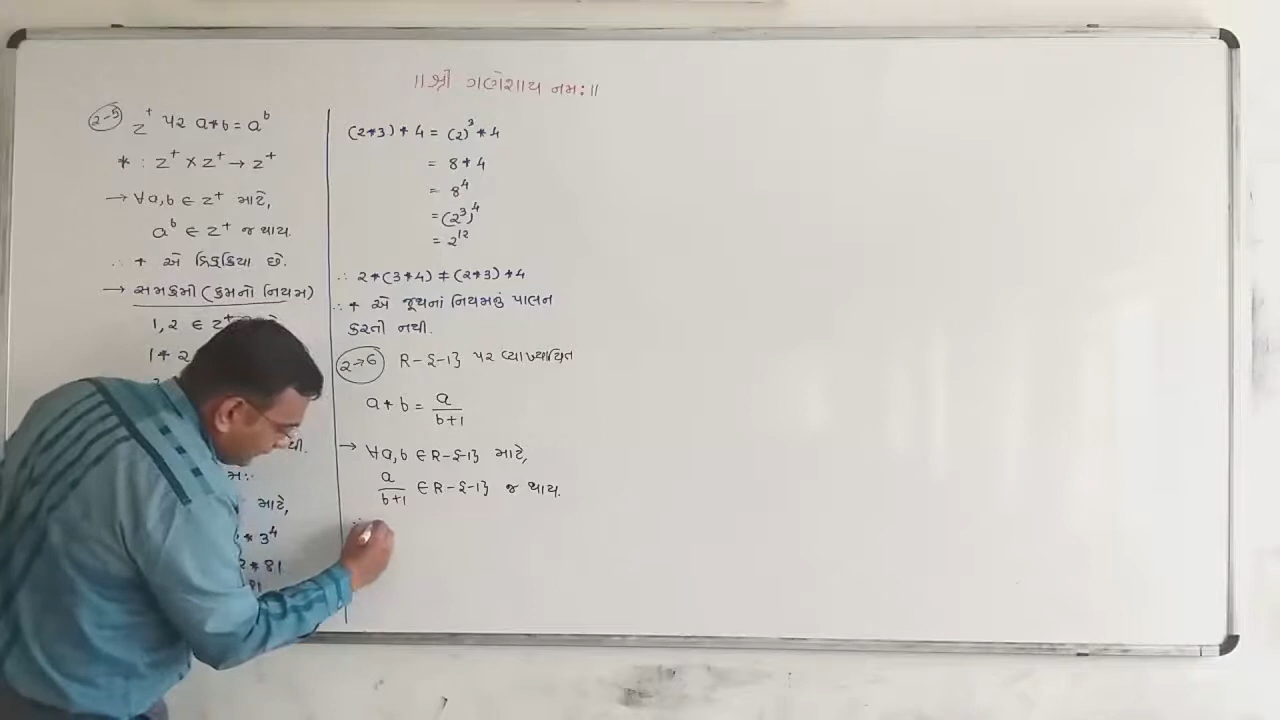 ॥ શ્રી ગણેશાય નમઃ ॥
2-5 z⁺ પર a*b = aᵇ
* : z⁺ × z⁺ → z⁺
→ ∀a,b ∈ z⁺ માટે,
aᵇ ∈ z⁺ જ થાય.
∴ * એ દ્વિક્ક્રિયા છે.
→ સમક્રમી (ક્રમનો નિયમ)
1, 2 ∈ z⁺
1 * 2
થી.
માટે,
* 3⁴
2 * 81
81
(2*3) * 4 = (2)³ * 4
= 8 * 4
= 8⁴
= (2³)⁴
= 2¹²
∴ 2*(3*4) ≠ (2*3)*4
∴ * એ જૂથનાં નિયમનું પાલન
કરતી નથી.
2→6 R-{-1} પર વ્યાખ્યાયિત
a * b = a/(b+1)
→ ∀a,b ∈ R-{-1} માટે,
a/(b+1) ∈ R-{-1} જ થાય.
∴